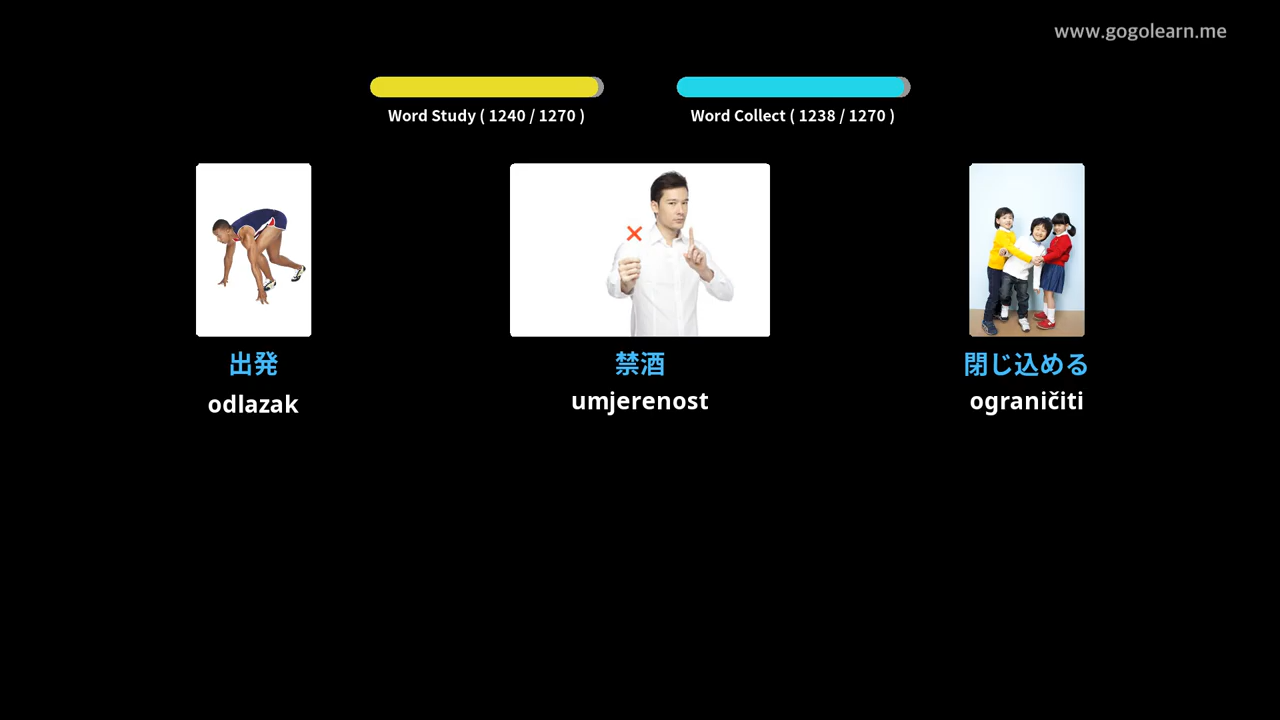 www.gogolearn.me
Word Study ( 1240 / 1270 )
Word Collect ( 1238 / 1270 )
出発
禁酒
閉じ込める
odlazak
umjerenost
ograničiti